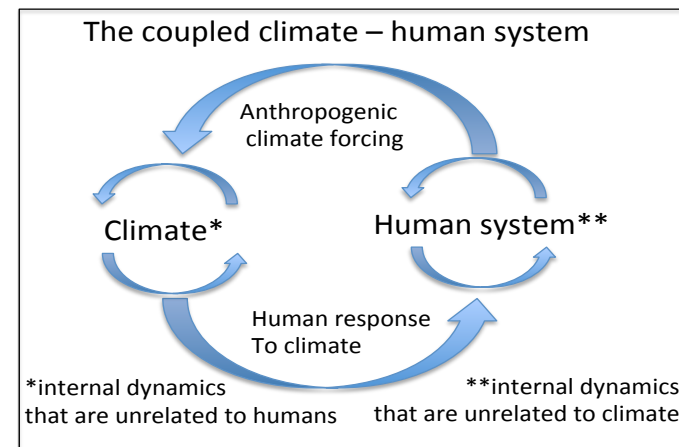 The coupled climate – human system
Anthropogenic
climate forcing
Climate*
Human system**
Human response
To climate
*internal dynamics
that are unrelated to humans
**internal dynamics
that are unrelated to climate